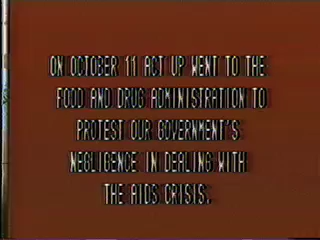 ON OCTOBER 11 ACT UP WENT TO THE
FOOD AND DRUG ADMINISTRATION TO
PROTEST OUR GOVERNMENT'S
NEGLIGENCE IN DEALING WITH
THE AIDS CRISIS.